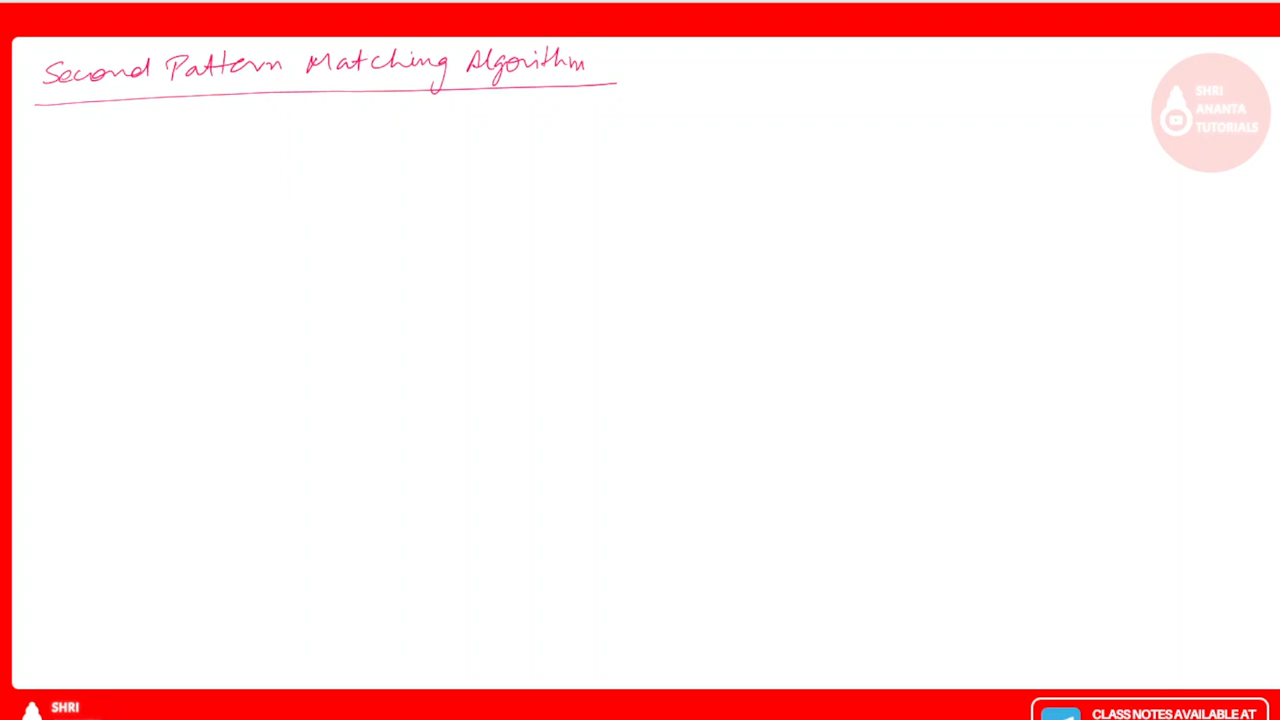 Second Pattern Matching Algorithm
SHRI
ANANTA
TUTORIALS
SHRI
CLASS NOTES AVAILABLE AT